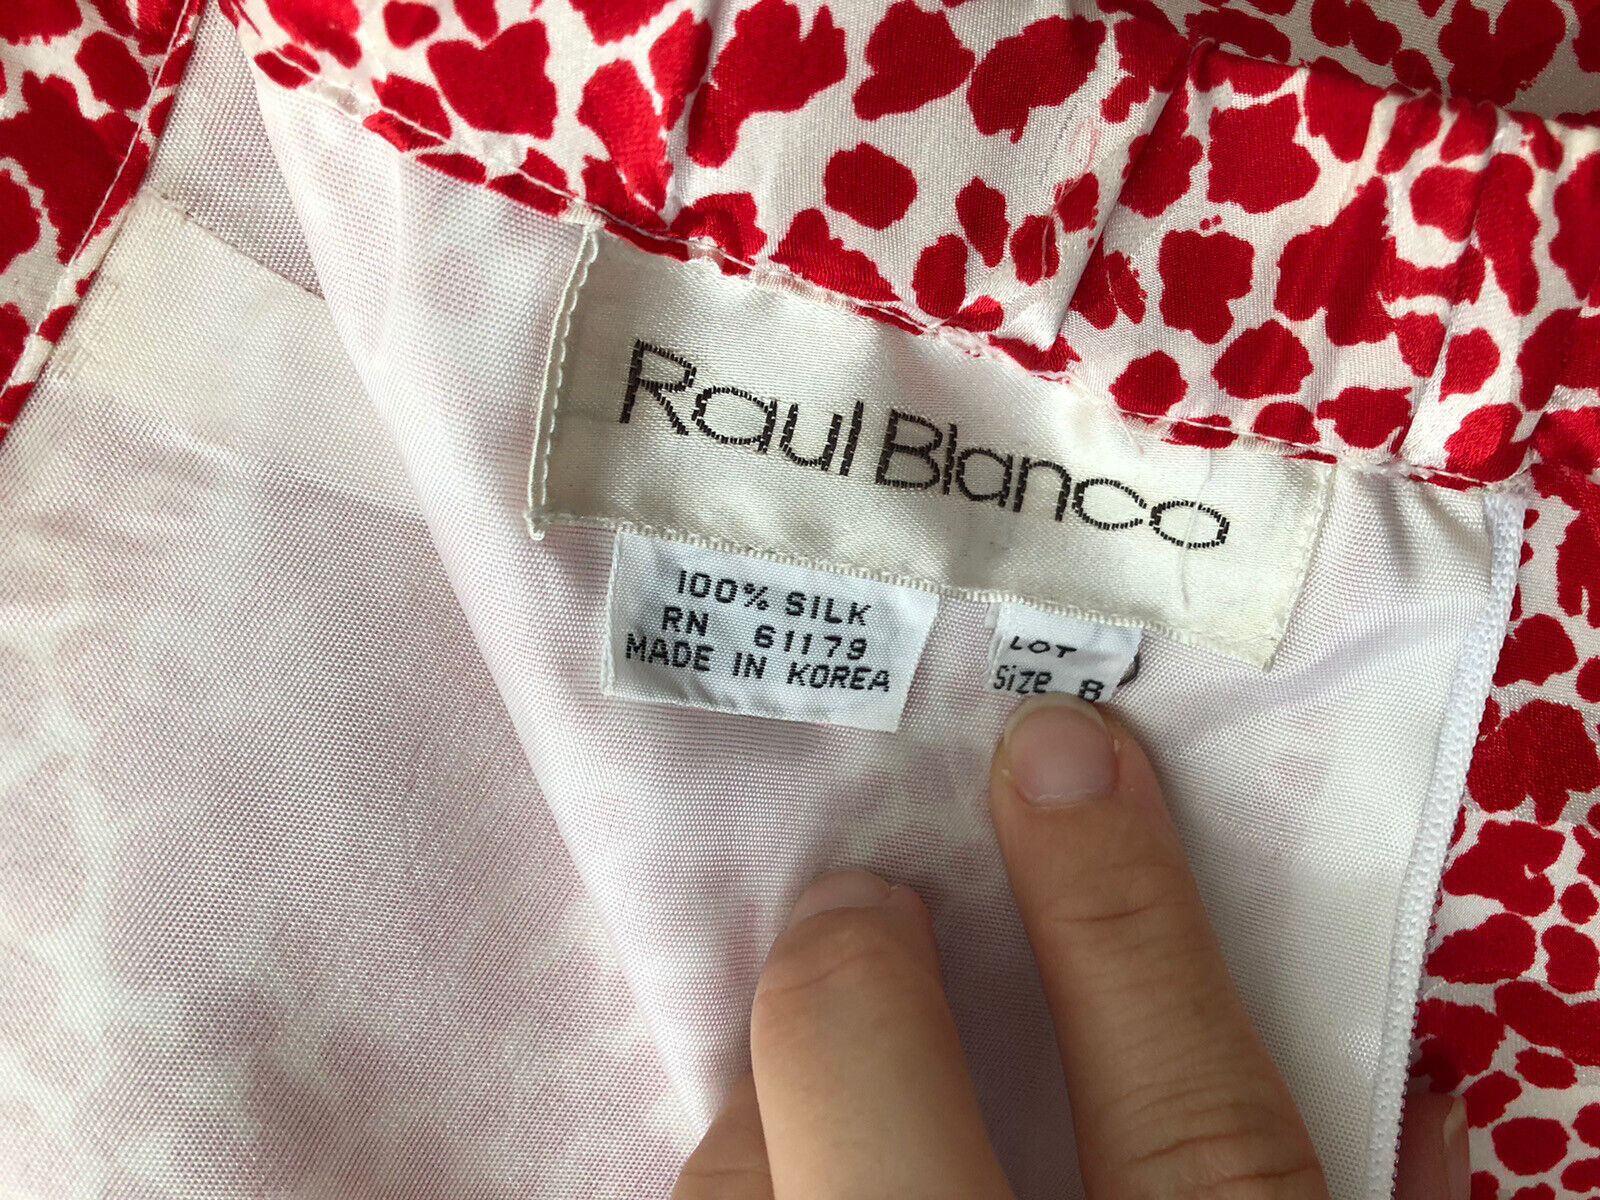 Raul Blanco
100% SILK
RN 61179
MADE IN KOREA
LOT
Size 8